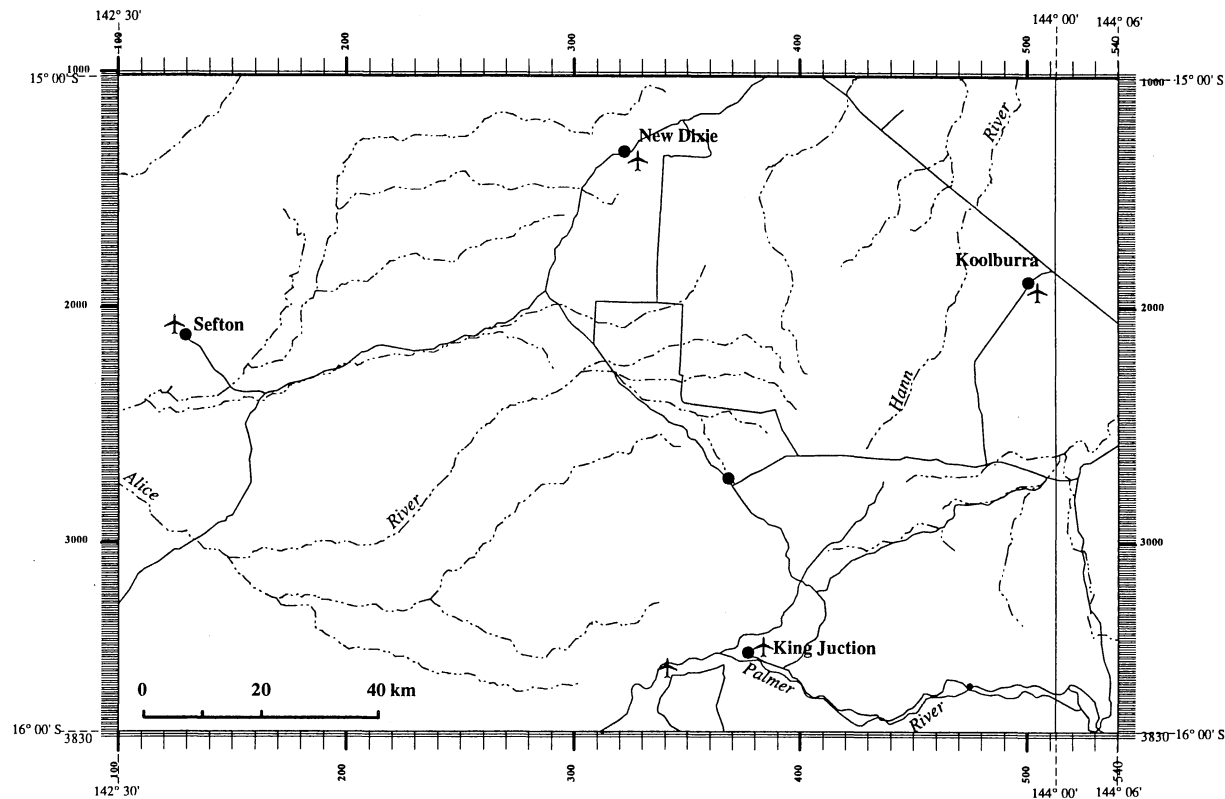 142° 30'
144° 00' 144° 06'
100 200 300 400 500 540
1000 1000
15° 00' S 15° 00' S
River
New Dixie
Koolburra
2000 2000
Sefton
Hann
Alice
River
3000 3000
King Juction
Palmer
0 20 40 km
River
16° 00' S 16° 00' S
3830 3830
100 200 300 400 500 540
142° 30' 144° 00' 144° 06'